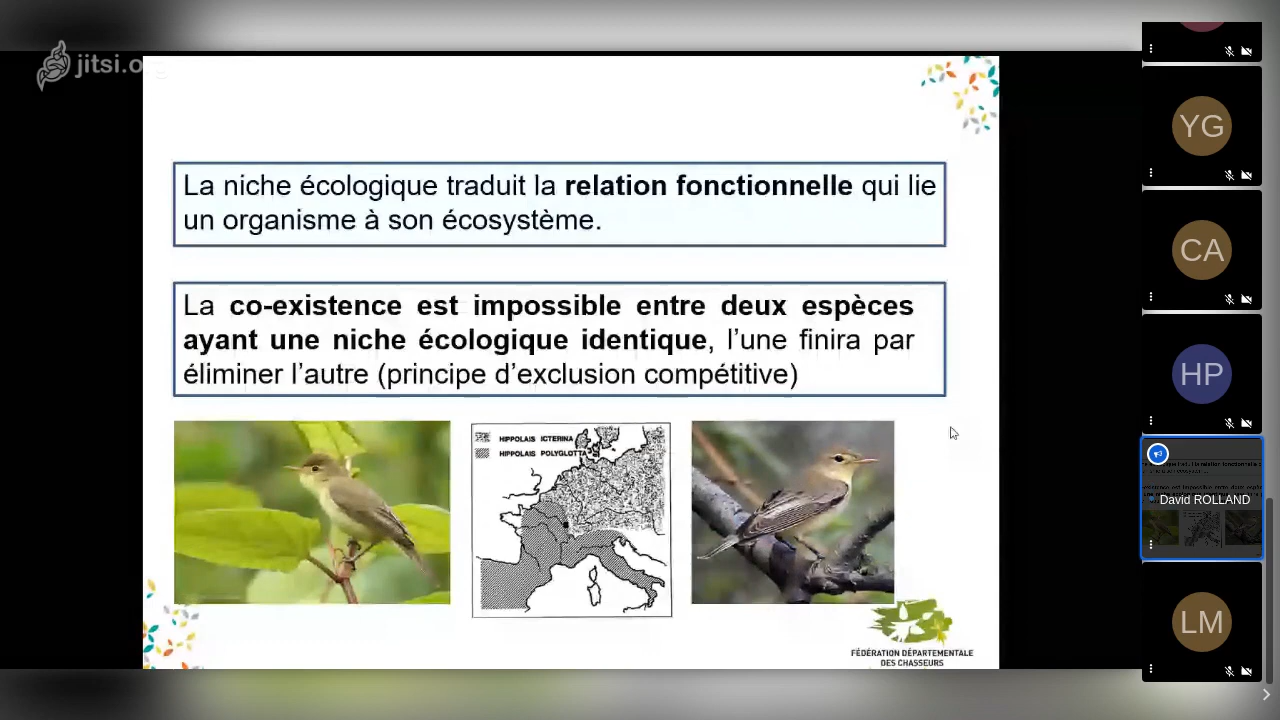 jitsi.org
La niche écologique traduit la relation fonctionnelle qui lie
un organisme à son écosystème.
La co-existence est impossible entre deux espèces
ayant une niche écologique identique, l’une finira par
éliminer l’autre (principe d’exclusion compétitive)
HIPPOLAIS ICTERINA
HIPPOLAIS POLYGLOTTA
FÉDÉRATION DÉPARTEMENTALE
DES CHASSEURS
YG
CA
HP
David ROLLAND
LM